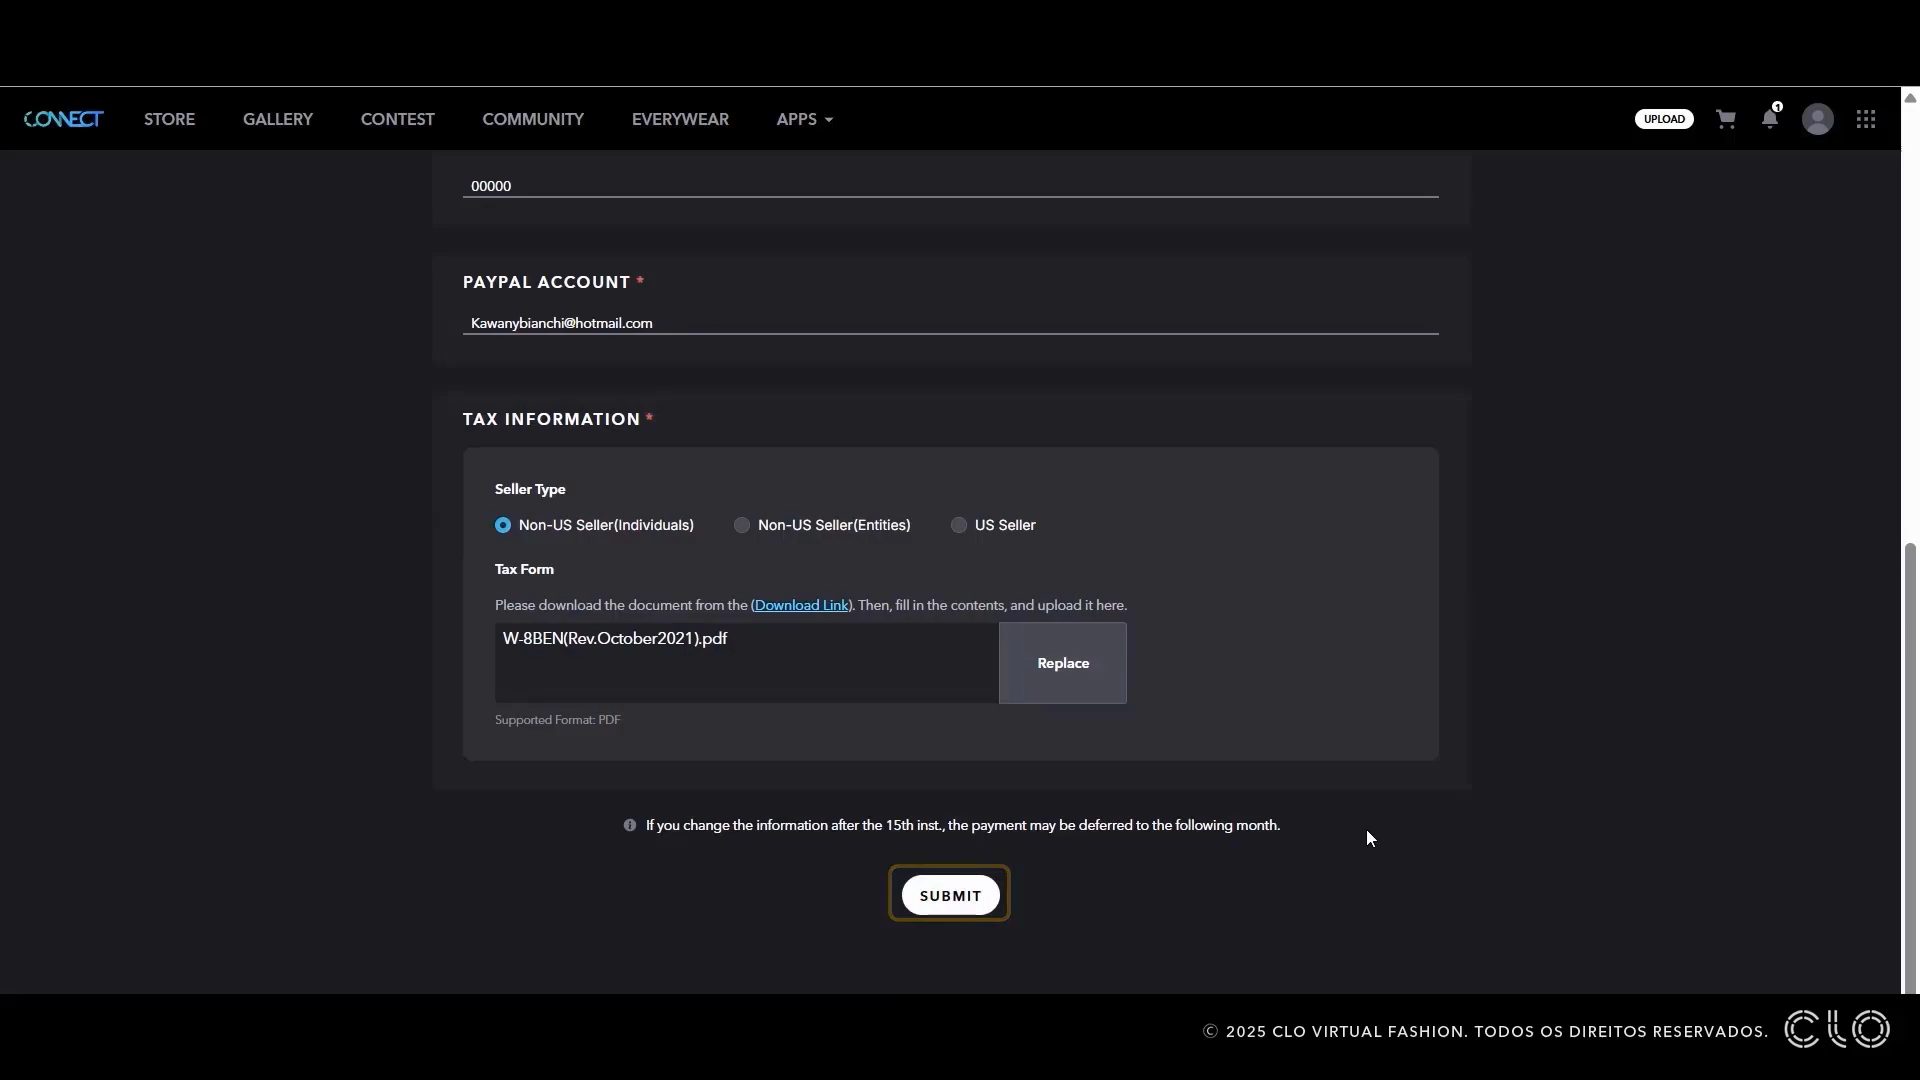 CONNECT STORE GALLERY CONTEST COMMUNITY EVERYWEAR APPS UPLOAD 1
00000
PAYPAL ACCOUNT *
Kawanybianchi@hotmail.com
TAX INFORMATION *
Seller Type
Non-US Seller(Individuals) Non-US Seller(Entities) US Seller
Tax Form
Please download the document from the (Download Link). Then, fill in the contents, and upload it here.
W-8BEN(Rev.October2021).pdf
Replace
Supported Format: PDF
If you change the information after the 15th inst., the payment may be deferred to the following month.
SUBMIT
© 2025 CLO VIRTUAL FASHION. TODOS OS DIREITOS RESERVADOS. CLO